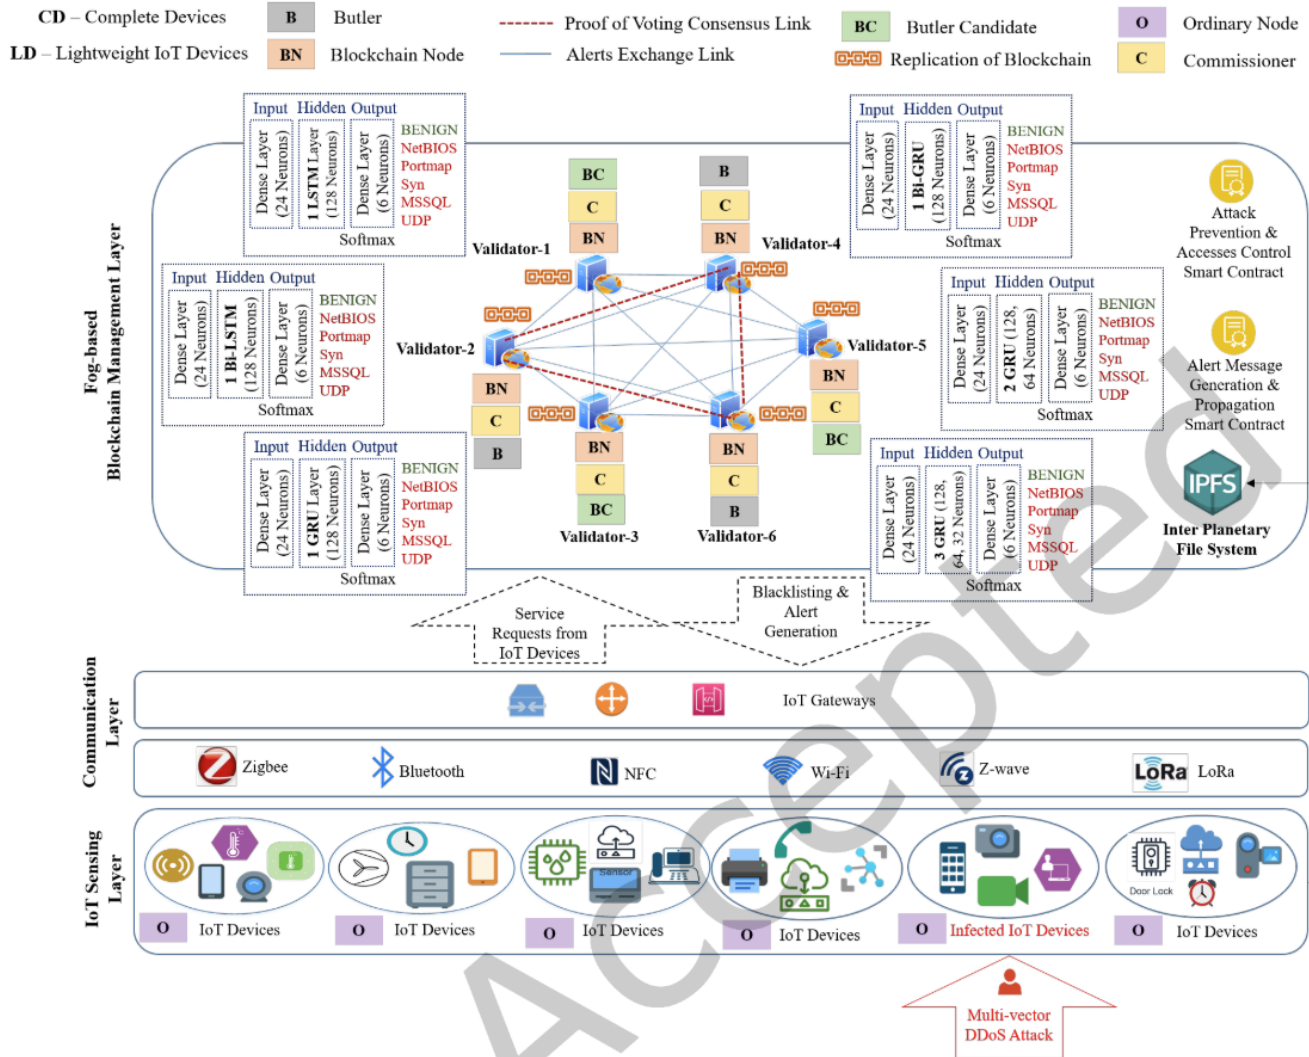 CD – Complete Devices
B
Butler
Proof of Voting Consensus Link
BC
Butler Candidate
O
Ordinary Node
LD – Lightweight IoT Devices
BN
Blockchain Node
Alerts Exchange Link
Replication of Blockchain
C
Commissioner
Fog-based
Blockchain Management Layer
Input Hidden Output
Dense Layer
(24 Neurons)
1 LSTM Layer
(128 Neurons)
Dense Layer
(6 Neurons)
BENIGN
NetBIOS
Portmap
Syn
MSSQL
UDP
Softmax
Input Hidden Output
Dense Layer
(24 Neurons)
1 Bi-LSTM
(128 Neurons)
Dense Layer
(6 Neurons)
BENIGN
NetBIOS
Portmap
Syn
MSSQL
UDP
Softmax
Input Hidden Output
Dense Layer
(24 Neurons)
1 GRU Layer
(128 Neurons)
Dense Layer
(6 Neurons)
BENIGN
NetBIOS
Portmap
Syn
MSSQL
UDP
Softmax
BC
C
BN
Validator-1
B
C
BN
Validator-4
Validator-2
BN
C
B
Validator-5
BN
C
BC
BN
C
BC
Validator-3
BN
C
B
Validator-6
Input Hidden Output
Dense Layer
(24 Neurons)
1 Bi-GRU
(128 Neurons)
Dense Layer
(6 Neurons)
BENIGN
NetBIOS
Portmap
Syn
MSSQL
UDP
Softmax
Input Hidden Output
Dense Layer
(24 Neurons)
2 GRU (128,
64 Neurons)
Dense Layer
(6 Neurons)
BENIGN
NetBIOS
Portmap
Syn
MSSQL
UDP
Softmax
Input Hidden Output
Dense Layer
(24 Neurons)
3 GRU (128,
64, 32 Neurons)
Dense Layer
(6 Neurons)
BENIGN
NetBIOS
Portmap
Syn
MSSQL
UDP
Softmax
Attack
Prevention &
Accesses Control
Smart Contract
Alert Message
Generation &
Propagation
Smart Contract
IPFS
Inter Planetary
File System
Service
Requests from
IoT Devices
Blacklisting &
Alert
Generation
Communication
Layer
IoT Gateways
Zigbee
Bluetooth
NFC
Wi-Fi
Z-wave
LoRa
LoRa
IoT Sensing
Layer
Sensor
Door Lock
O
IoT Devices
O
IoT Devices
O
IoT Devices
O
IoT Devices
O
Infected IoT Devices
O
IoT Devices
Multi-vector
DDoS Attack
Accepted